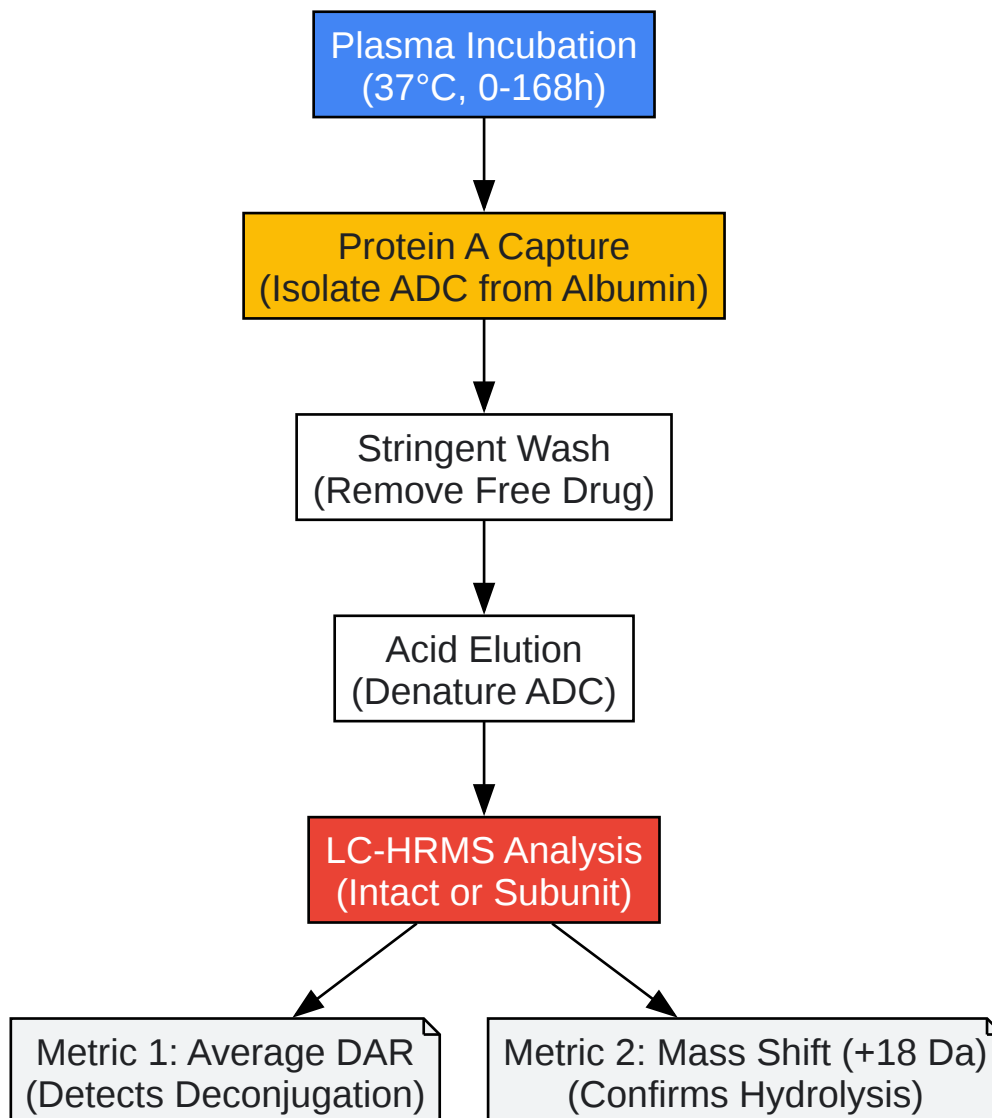 Plasma Incubation
(37°C, 0-168h)
Protein A Capture
(Isolate ADC from Albumin)
Stringent Wash
(Remove Free Drug)
Acid Elution
(Denature ADC)
LC-HRMS Analysis
(Intact or Subunit)
Metric 1: Average DAR
(Detects Deconjugation)
Metric 2: Mass Shift (+18 Da)
(Confirms Hydrolysis)